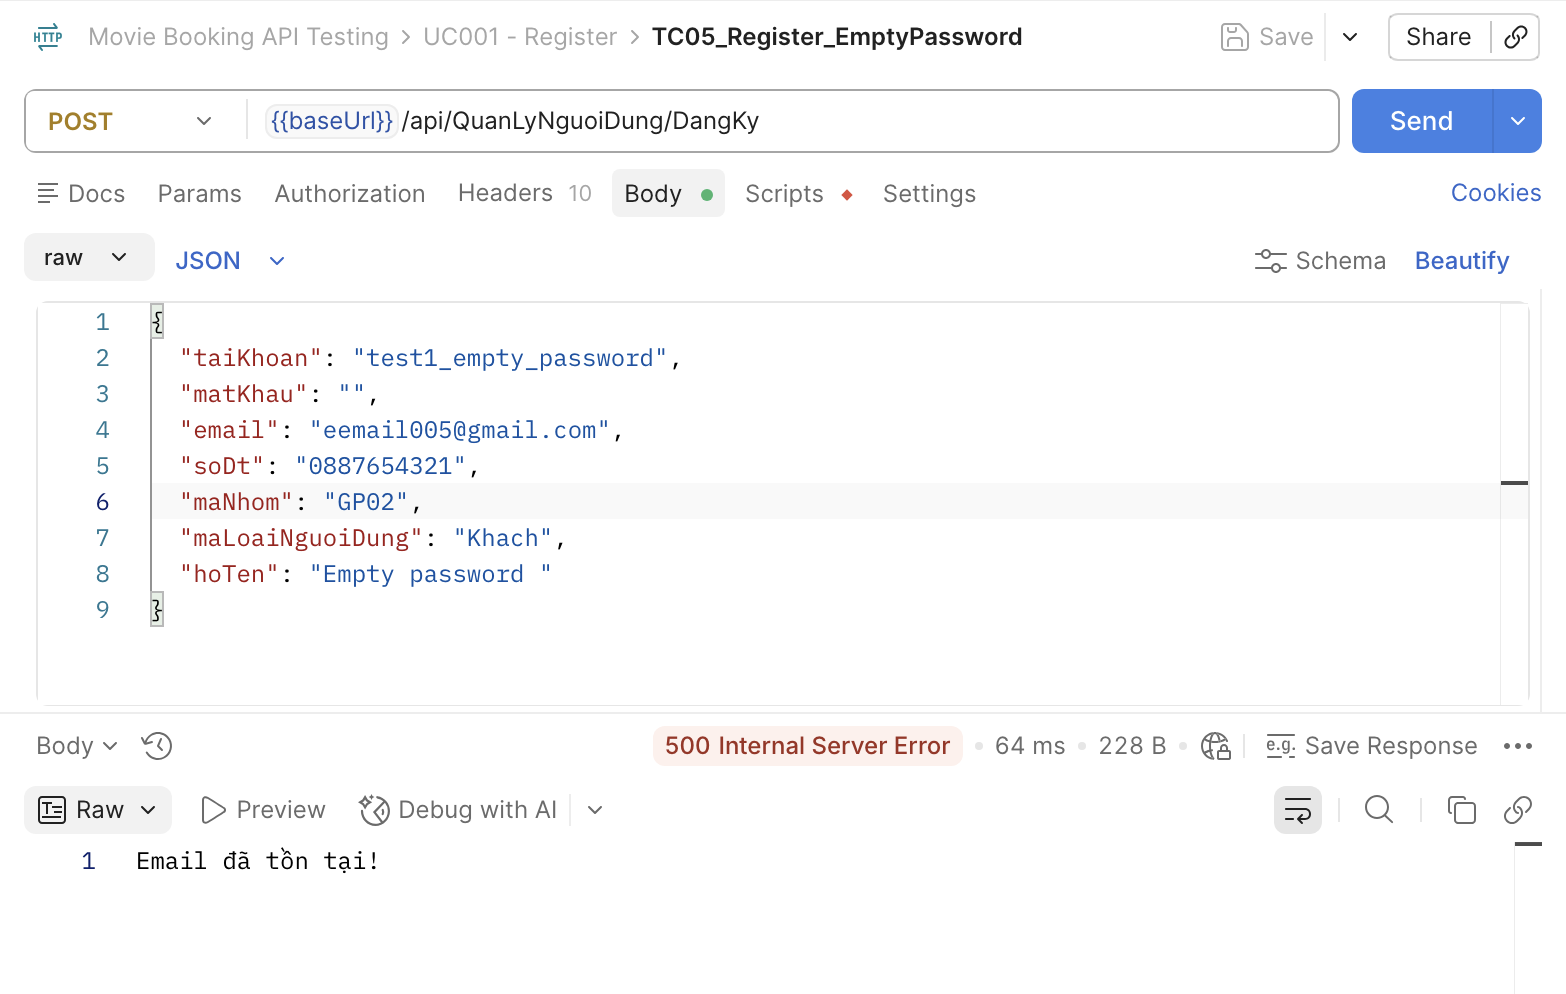 HTTP Movie Booking API Testing > UC001 - Register > TC05_Register_EmptyPassword Save Share
POST {{baseUrl}} /api/QuanLyNguoiDung/DangKy Send
Docs Params Authorization Headers 10 Body Scripts Settings Cookies
raw JSON Schema Beautify
1 {
2 "taiKhoan": "test1_empty_password",
3 "matKhau": "",
4 "email": "eemail005@gmail.com",
5 "soDt": "0887654321",
6 "maNhom": "GP02",
7 "maLoaiNguoiDung": "Khach",
8 "hoTen": "Empty password "
9 }
Body 500 Internal Server Error 64 ms 228 B e.g. Save Response
Raw Preview Debug with AI
1 Email đã tồn tại!